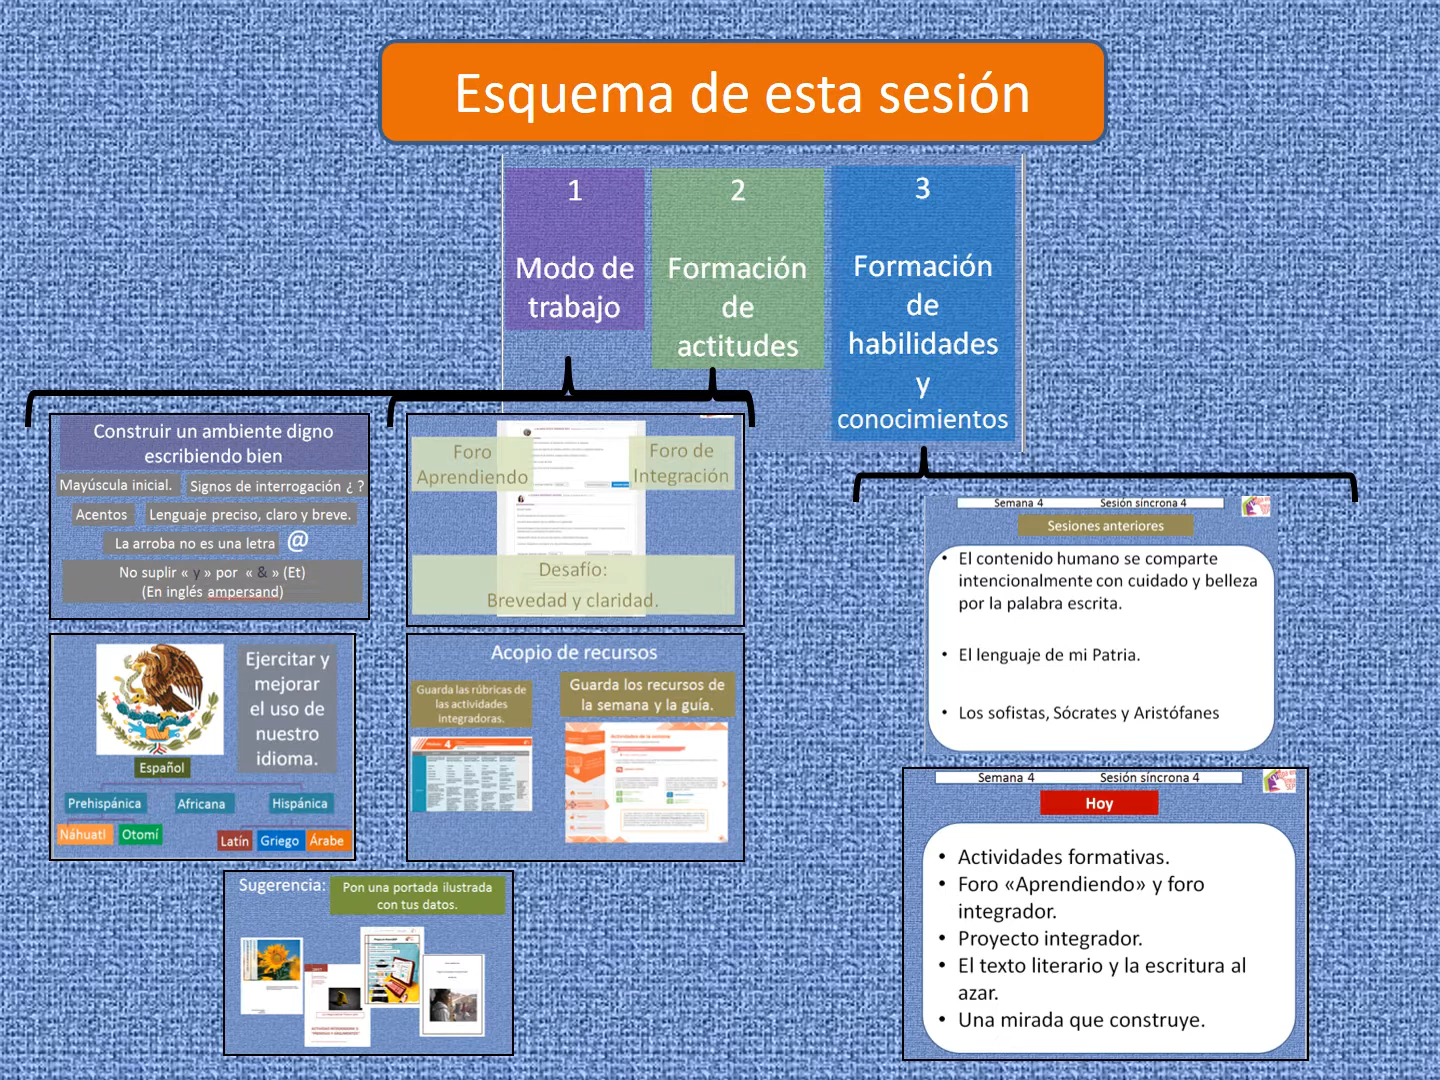 Esquema de esta sesión
1
Modo de
trabajo
2
Formación
de
actitudes
3
Formación
de
habilidades
y
conocimientos
Construir un ambiente digno
escribiendo bien
Mayúscula inicial.
Signos de interrogación ¿ ?
Acentos
Lenguaje preciso, claro y breve.
La arroba no es una letra @
No suplir « y » por « & » (Et)
(En inglés ampersand)
Foro
Aprendiendo
Foro de
Integración
Desafío:
Brevedad y claridad.
Ejercitar y
mejorar
el uso de
nuestro
idioma.
Español
Prehispánica
Africana
Hispánica
Náhuatl
Otomí
Latín
Griego
Árabe
Acopio de recursos
Guarda las rúbricas de
las actividades
integradoras.
Guarda los recursos de
la semana y la guía.
Actividades de la semana
Sugerencia:
Pon una portada ilustrada
con tus datos.
Semana 4 Sesión síncrona 4
Sesiones anteriores
• El contenido humano se comparte
intencionalmente con cuidado y belleza
por la palabra escrita.
• El lenguaje de mi Patria.
• Los sofistas, Sócrates y Aristófanes
Semana 4 Sesión síncrona 4
Hoy
• Actividades formativas.
• Foro «Aprendiendo» y foro
integrador.
• Proyecto integrador.
• El texto literario y la escritura al
azar.
• Una mirada que construye.